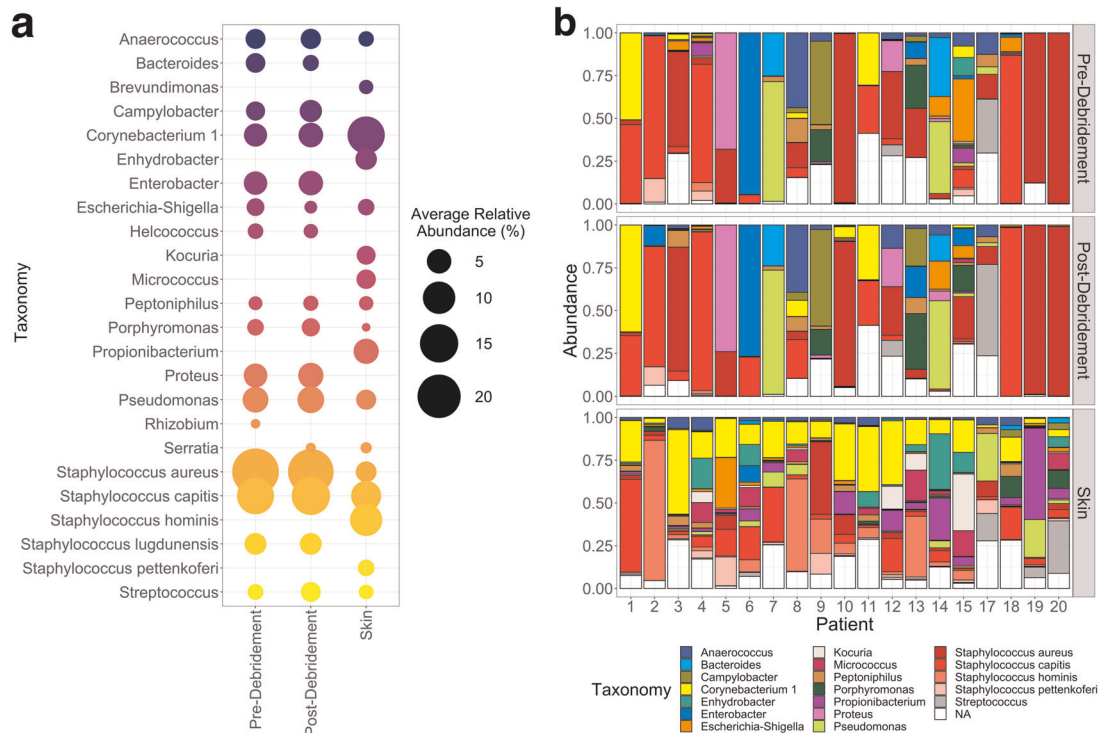 a
Taxonomy
Anaerococcus
Bacteroides
Brevundimonas
Campylobacter
Corynebacterium 1
Enhydrobacter
Enterobacter
Escherichia-Shigella
Helcococcus
Kocuria
Micrococcus
Peptoniphilus
Porphyromonas
Propionibacterium
Proteus
Pseudomonas
Rhizobium
Serratia
Staphylococcus aureus
Staphylococcus capitis
Staphylococcus hominis
Staphylococcus lugdunensis
Staphylococcus pettenkoferi
Streptococcus
Pre-Debridement
Post-Debridement
Skin
Average Relative
Abundance (%)
5
10
15
20
b
Abundance
1.00
0.75
0.50
0.25
0.00
Pre-Debridement
1.00
0.75
0.50
0.25
0.00
Post-Debridement
1.00
0.75
0.50
0.25
0.00
Skin
1 2 3 4 5 6 7 8 9 10 11 12 13 14 15 17 18 19 20
Patient
Taxonomy
Anaerococcus
Bacteroides
Campylobacter
Corynebacterium 1
Enhydrobacter
Enterobacter
Escherichia-Shigella
Kocuria
Micrococcus
Peptoniphilus
Porphyromonas
Propionibacterium
Proteus
Pseudomonas
Staphylococcus aureus
Staphylococcus capitis
Staphylococcus hominis
Staphylococcus pettenkoferi
Streptococcus
NA